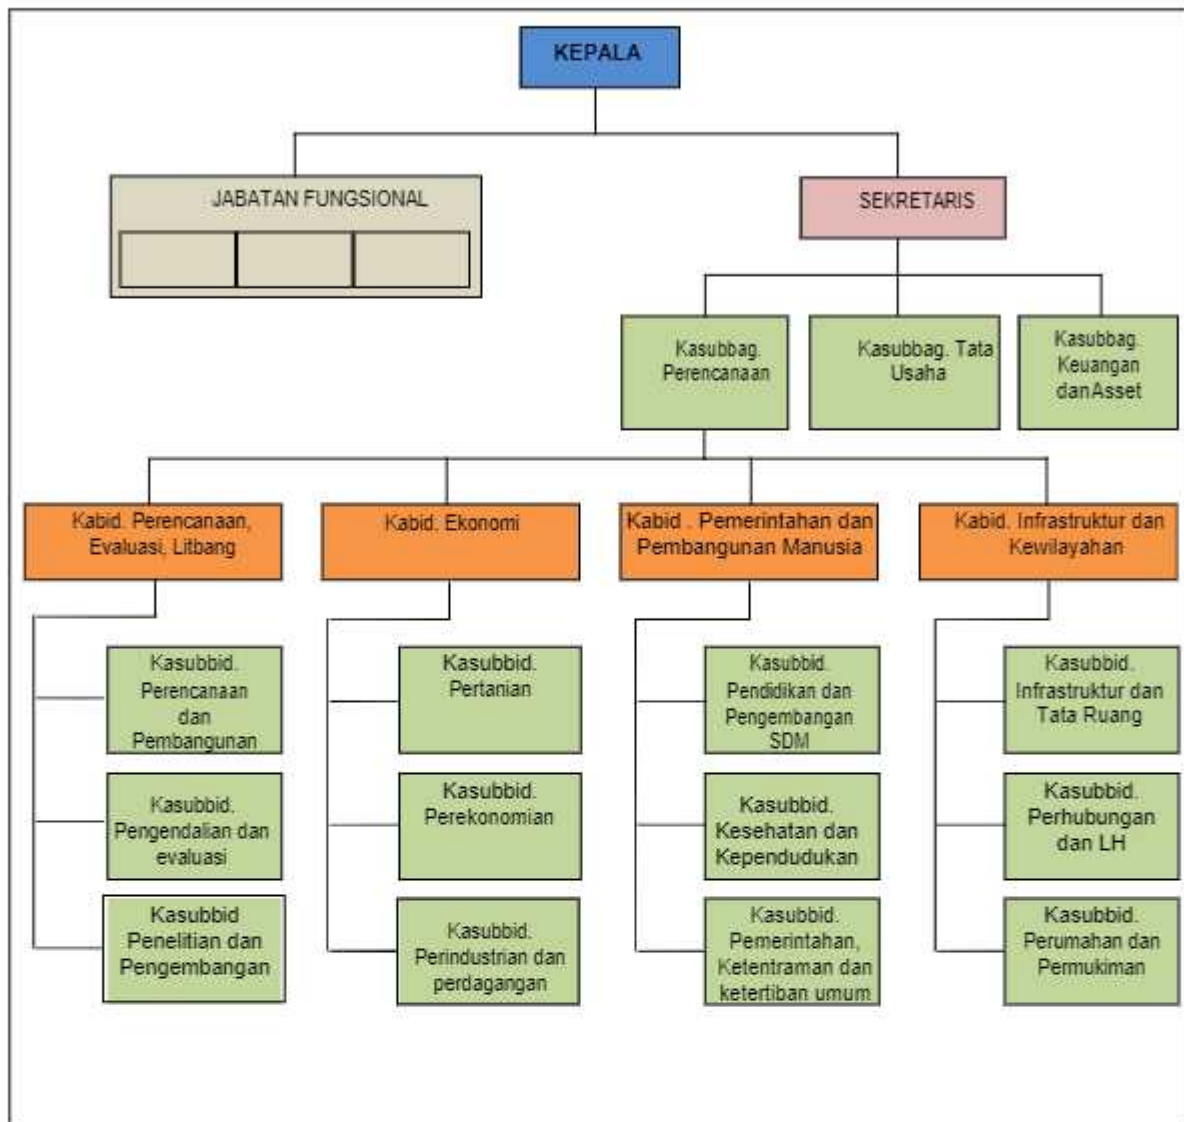 KEPALA
JABATAN FUNGSIONAL
SEKRETARIS
Kasubbag.
Perencanaan
Kasubbag. Tata
Usaha
Kasubbag.
Keuangan
dan Asset
Kabid. Perencanaan,
Evaluasi, Litbang
Kabid. Ekonomi
Kabid . Pemerintahan dan
Pembangunan Manusia
Kabid. Infrastruktur dan
Kewilayahan
Kasubbid.
Perencanaan
dan
Pembangunan
Kasubbid.
Pertanian
Kasubbid.
Pendidikan dan
Pengembangan
SDM
Kasubbid.
Infrastruktur dan
Tata Ruang
Kasubbid.
Pengendalian dan
evaluasi
Kasubbid.
Perekonomian
Kasubbid.
Kesehatan dan
Kependudukan
Kasubbid.
Perhubungan
dan LH
Kasubbid
Penelitian dan
Pengembangan
Kasubbid.
Perindustrian dan
perdagangan
Kasubbid.
Pemerintahan,
Ketentraman dan
ketertiban umum
Kasubbid.
Perumahan dan
Permukiman